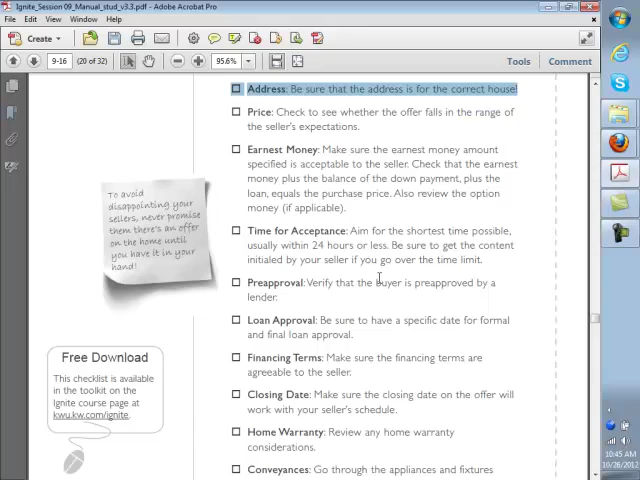 Ignite_Session 09_Manual_stud_v3.3.pdf - Adobe Acrobat Pro
File Edit View Window Help
Create
9-16 (20 of 32) 95.6% Tools Comment
Address: Be sure that the address is for the correct house!
Price: Check to see whether the offer falls in the range of
the seller's expectations.
Earnest Money: Make sure the earnest money amount
specified is acceptable to the seller. Check that the earnest
money plus the balance of the down payment, plus the
loan, equals the purchase price. Also review the option
money (if applicable).
To avoid
disappointing your
sellers, never promise
them there's an offer
on the home until
you have it in your
hand!
Time for Acceptance: Aim for the shortest time possible,
usually within 24 hours or less. Be sure to get the content
initialed by your seller if you go over the time limit.
Preapproval: Verify that the buyer is preapproved by a
lender.
Loan Approval: Be sure to have a specific date for formal
and final loan approval.
Financing Terms: Make sure the financing terms are
agreeable to the seller.
Closing Date: Make sure the closing date on the offer will
work with your seller's schedule.
Home Warranty: Review any home warranty
considerations.
Conveyances: Go through the appliances and fixtures
Free Download
This checklist is available
in the toolkit on the
Ignite course page at
kwu.kw.com/ignite.
10:45 AM
10/26/2012